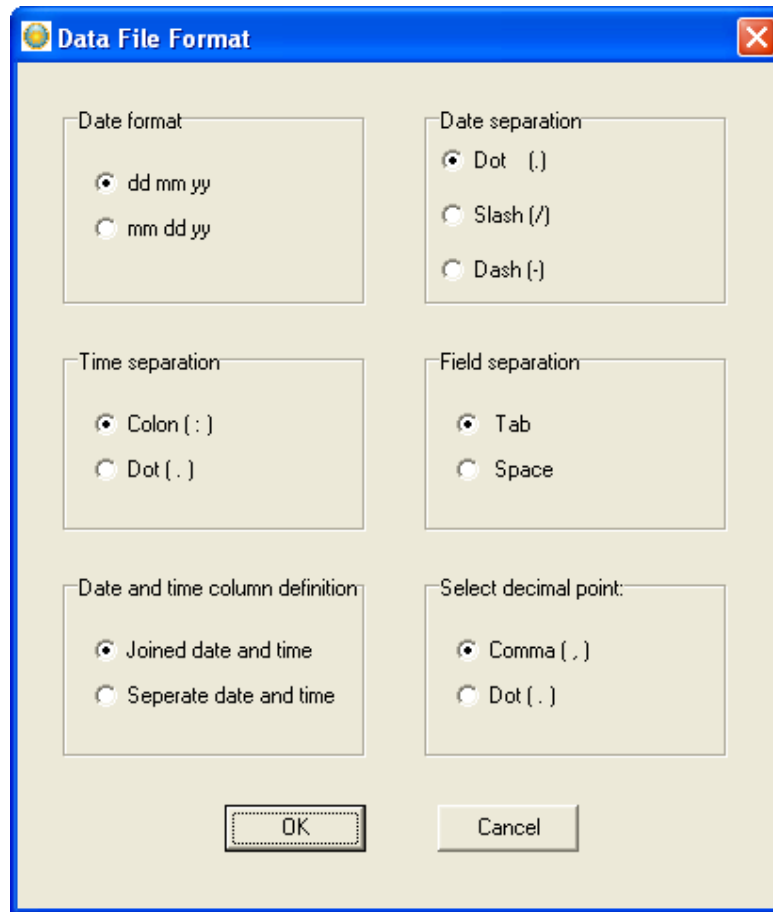 Data File Format
Date format
dd mm yy
mm dd yy
Date separation
Dot (.)
Slash (/)
Dash (-)
Time separation
Colon ( : )
Dot ( . )
Field separation
Tab
Space
Date and time column definition
Joined date and time
Seperate date and time
Select decimal point:
Comma ( , )
Dot ( . )
OK
Cancel